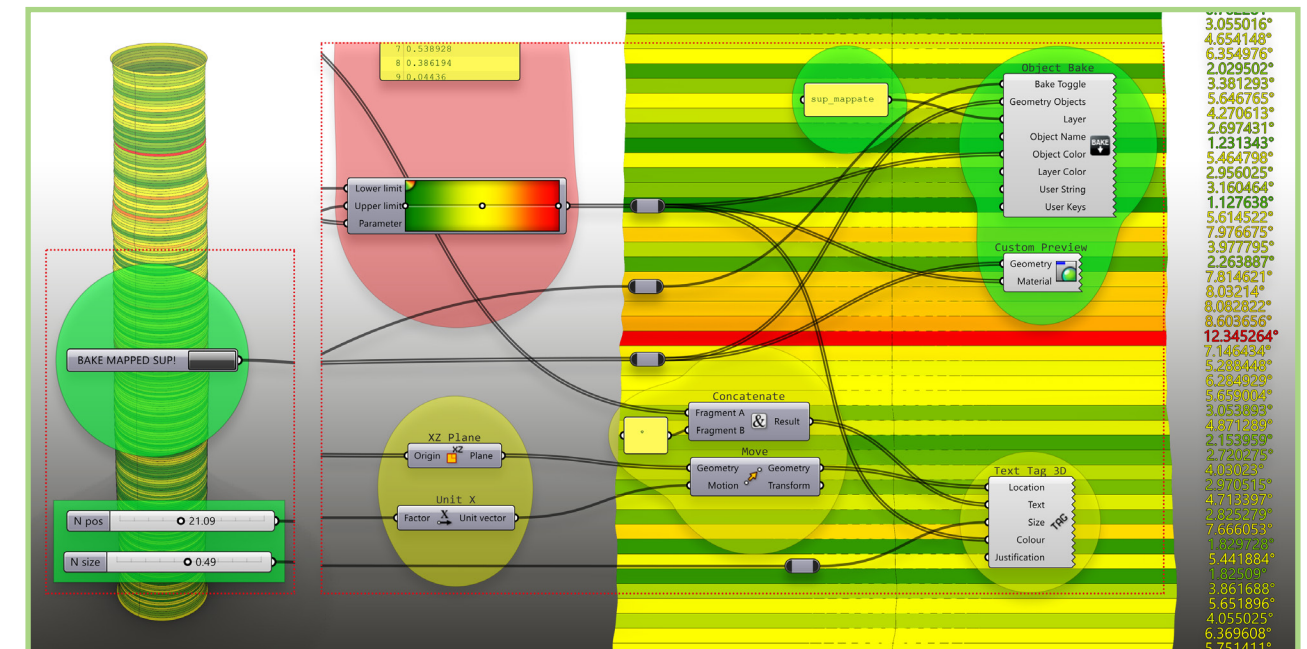 7 0.538928
8 0.386194
9 0.04436
Lower limit
Upper limit
Parameter
BAKE MAPPED SUP!
N pos
21.09
N size
0.49
XZ Plane
Origin XZ Plane
Unit X
Factor X Unit vector
sup_mappate
Object Bake
Bake Toggle
Geometry Objects
Layer
Object Name
Object Color
BAKE
Layer Color
User String
User Keys
Custom Preview
Geometry
Material
Concatenate
Fragment A
Fragment B
& Result
°
Move
Geometry Geometry
Motion Transform
Text Tag 3D
Location
Text
Size
TAG
Colour
Justification
3.055016°
4.654148°
6.354976°
2.029502°
3.381293°
5.646765°
4.270613°
2.697431°
1.231343°
5.464798°
2.956025°
3.160464°
1.127638°
5.614522°
7.976675°
3.977795°
2.263887°
7.814621°
8.03214°
8.082822°
8.603656°
12.345264°
7.146434°
5.288448°
6.284929°
5.659004°
3.053893°
4.871289°
2.153959°
2.720275°
4.03023°
2.970515°
4.713397°
2.825279°
7.666053°
1.829728°
5.441884°
1.82509°
3.861688°
5.651896°
4.055025°
6.369608°
5.751411°